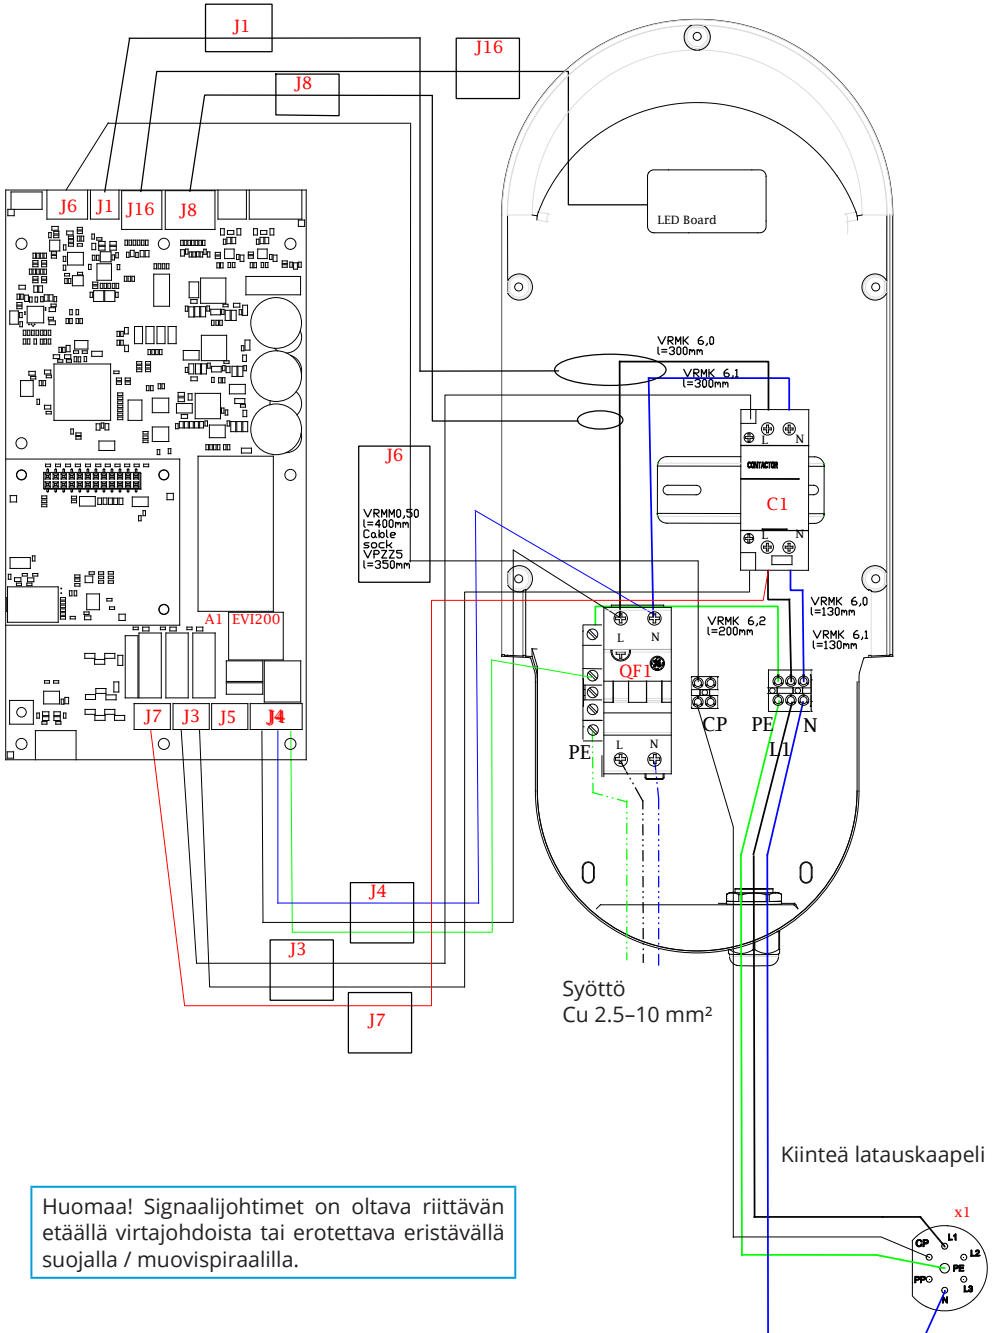 J1
J16
J8
J6
J1
J16
J8
LED Board
VRMK 6,0
l=300mm
VRMK 6,1
l=300mm
L
N
CONTACTOR
C1
L
N
J6
VRMM0,50
l=400mm
Cable
sock
VPZZ5
l=350mm
A1
EVI200
VRMK 6,2
l=200mm
VRMK 6,0
l=130mm
VRMK 6,1
l=130mm
L
N
QF1
J7
J3
J5
J4
PE
L
N
CP
PE
L1
N
J4
J3
J7
Syöttö
Cu 2.5–10 mm²
Kiinteä latauskaapeli
Huomaa! Signaalijohtimet on oltava riittävän
etäällä virtajohdoista tai erotettava eristävällä
suojalla / muovispiraalilla.
x1
L1
CP
L2
PE
PP
L3
N